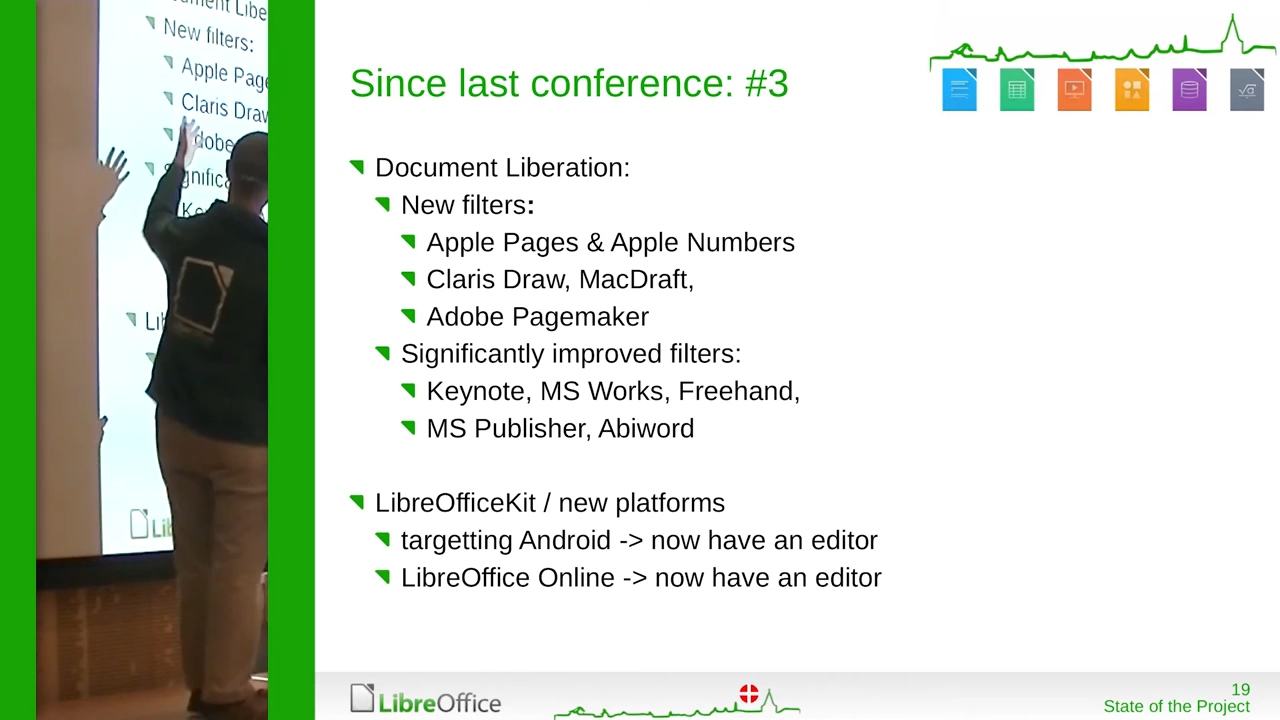 Since last conference: #3
Document Liberation:
New filters:
Apple Pages & Apple Numbers
Claris Draw, MacDraft,
Adobe Pagemaker
Significantly improved filters:
Keynote, MS Works, Freehand,
MS Publisher, Abiword
LibreOfficeKit / new platforms
targetting Android -> now have an editor
LibreOffice Online -> now have an editor
LibreOffice
19
State of the Project
New filters:
Apple Page
Claris Draw